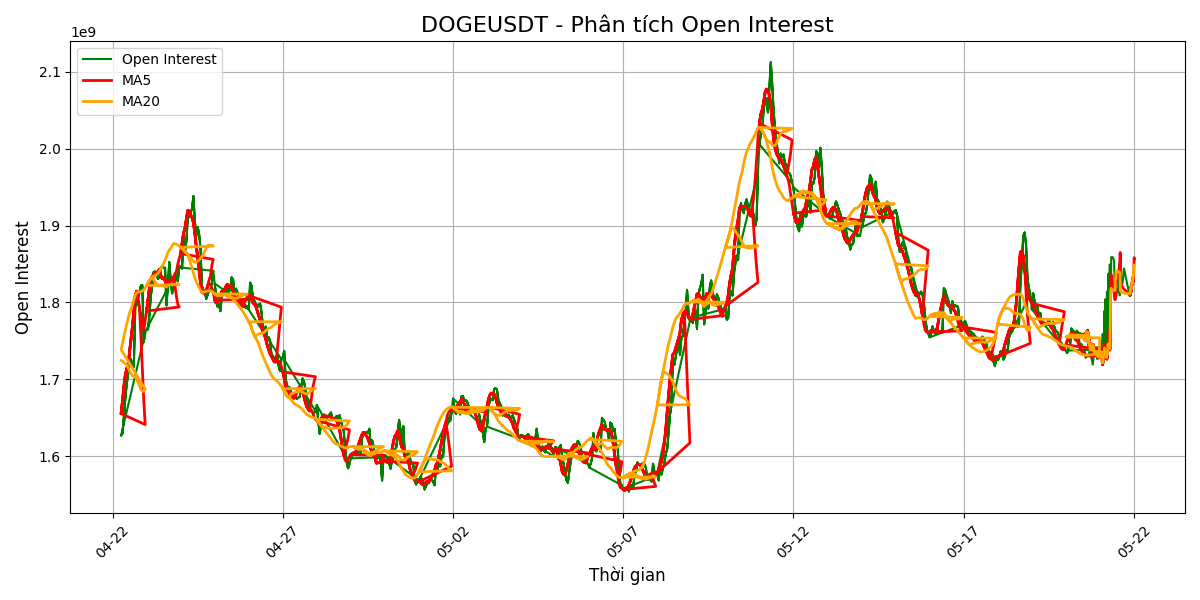 DOGEUSDT - Phân tích Open Interest
1e9
Open Interest
MA5
MA20
2.1
2.0
1.9
1.8
1.7
1.6
Open Interest
04-22
04-27
05-02
05-07
05-12
05-17
05-22
Thời gian